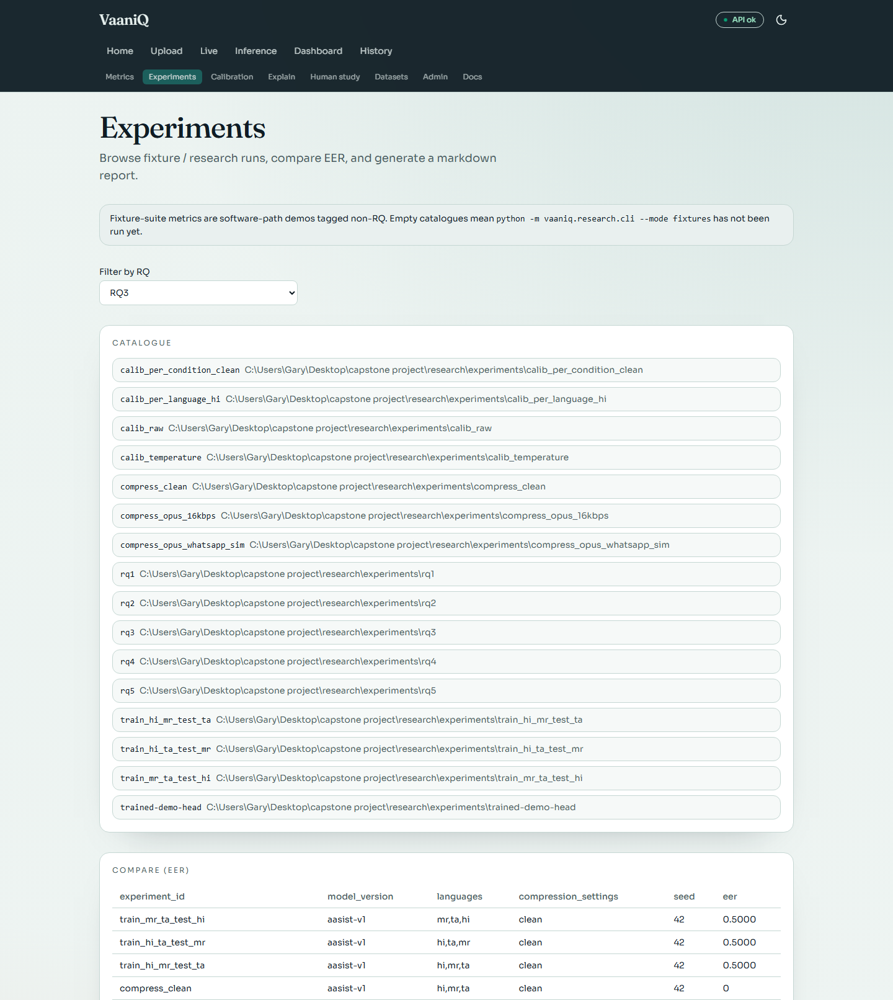 VaaniQ
API ok
Home Upload Live Inference Dashboard History
Metrics Experiments Calibration Explain Human study Datasets Admin Docs
Experiments
Browse fixture / research runs, compare EER, and generate a markdown
report.
Fixture-suite metrics are software-path demos tagged non-RQ. Empty catalogues mean python -m vaaniq.research.cli --mode fixtures has not been
run yet.
Filter by RQ
RQ3
CATALOGUE
calib_per_condition_clean C:\Users\Gary\Desktop\capstone project\research\experiments\calib_per_condition_clean
calib_per_language_hi C:\Users\Gary\Desktop\capstone project\research\experiments\calib_per_language_hi
calib_raw C:\Users\Gary\Desktop\capstone project\research\experiments\calib_raw
calib_temperature C:\Users\Gary\Desktop\capstone project\research\experiments\calib_temperature
compress_clean C:\Users\Gary\Desktop\capstone project\research\experiments\compress_clean
compress_opus_16kbps C:\Users\Gary\Desktop\capstone project\research\experiments\compress_opus_16kbps
compress_opus_whatsapp_sim C:\Users\Gary\Desktop\capstone project\research\experiments\compress_opus_whatsapp_sim
rq1 C:\Users\Gary\Desktop\capstone project\research\experiments\rq1
rq2 C:\Users\Gary\Desktop\capstone project\research\experiments\rq2
rq3 C:\Users\Gary\Desktop\capstone project\research\experiments\rq3
rq4 C:\Users\Gary\Desktop\capstone project\research\experiments\rq4
rq5 C:\Users\Gary\Desktop\capstone project\research\experiments\rq5
train_hi_mr_test_ta C:\Users\Gary\Desktop\capstone project\research\experiments\train_hi_mr_test_ta
train_hi_ta_test_mr C:\Users\Gary\Desktop\capstone project\research\experiments\train_hi_ta_test_mr
train_mr_ta_test_hi C:\Users\Gary\Desktop\capstone project\research\experiments\train_mr_ta_test_hi
trained-demo-head C:\Users\Gary\Desktop\capstone project\research\experiments\trained-demo-head
COMPARE (EER)
experiment_id model_version languages compression_settings seed eer
train_mr_ta_test_hi aasist-v1 mr,ta,hi clean 42 0.5000
train_hi_ta_test_mr aasist-v1 hi,ta,mr clean 42 0.5000
train_hi_mr_test_ta aasist-v1 hi,mr,ta clean 42 0.5000
compress_clean aasist-v1 hi,mr,ta clean 42 0